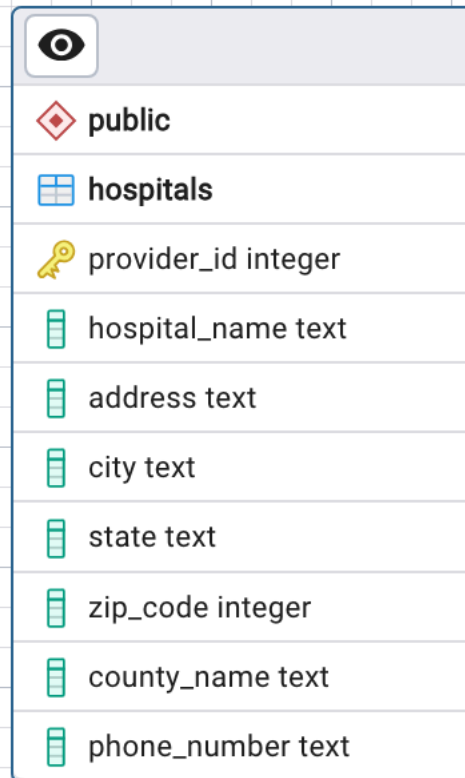 public
hospitals
provider_id integer
hospital_name text
address text
city text
state text
zip_code integer
county_name text
phone_number text